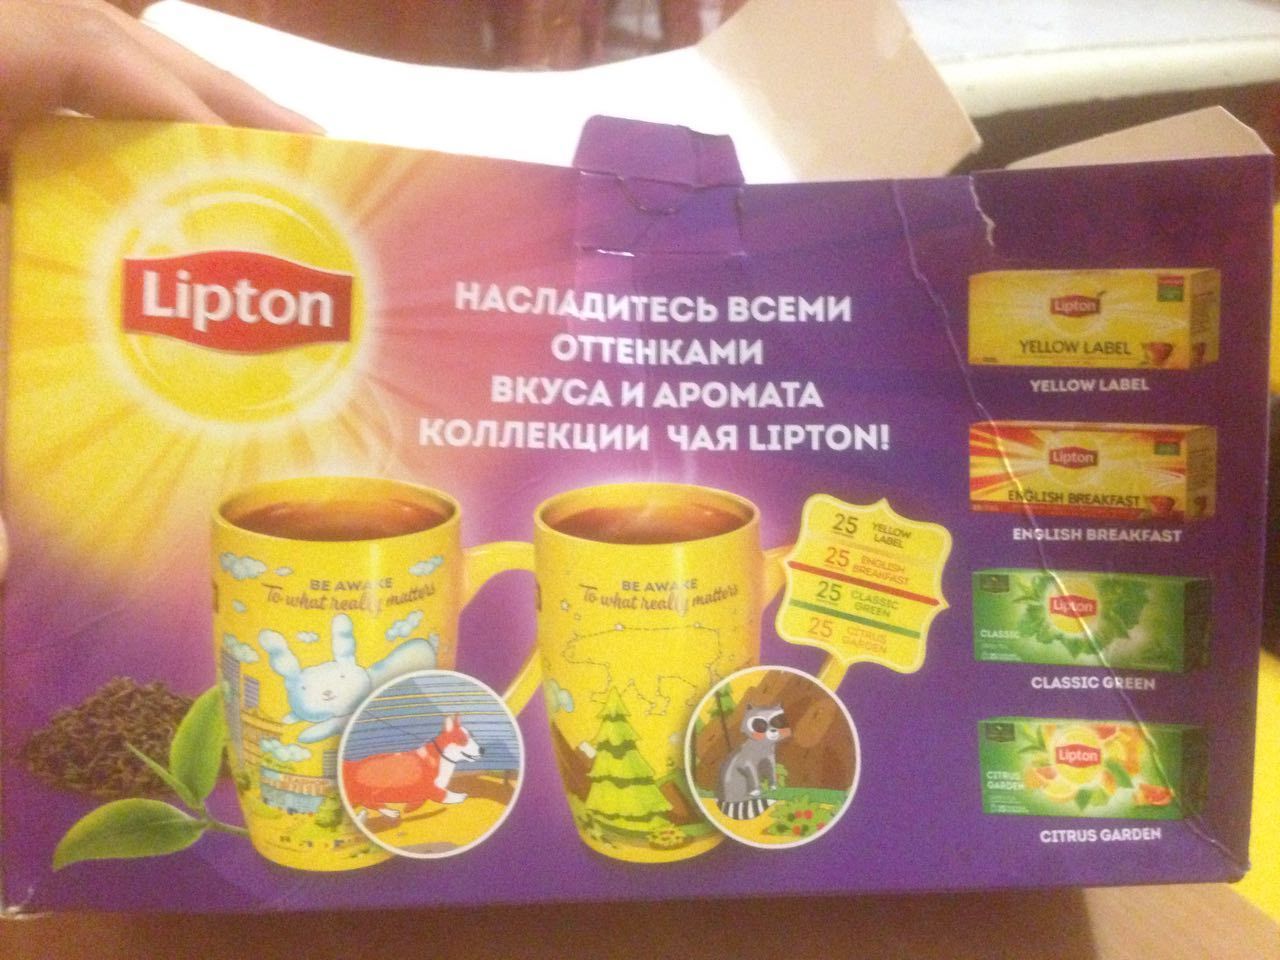 Lipton
НАСЛАДИТЕСЬ ВСЕМИ
ОТТЕНКАМИ
ВКУСА И АРОМАТА
КОЛЛЕКЦИИ ЧАЯ LIPTON!
BE AWAKE
To what really matters
BE AWAKE
To what really matters
25 YELLOW LABEL
25 ENGLISH BREAKFAST
25 CLASSIC GREEN
25 CITRUS GARDEN
Lipton
YELLOW LABEL
YELLOW LABEL
Lipton
ENGLISH BREAKFAST
ENGLISH BREAKFAST
Lipton
CLASSIC
CLASSIC GREEN
Lipton
CITRUS
GARDEN
CITRUS GARDEN